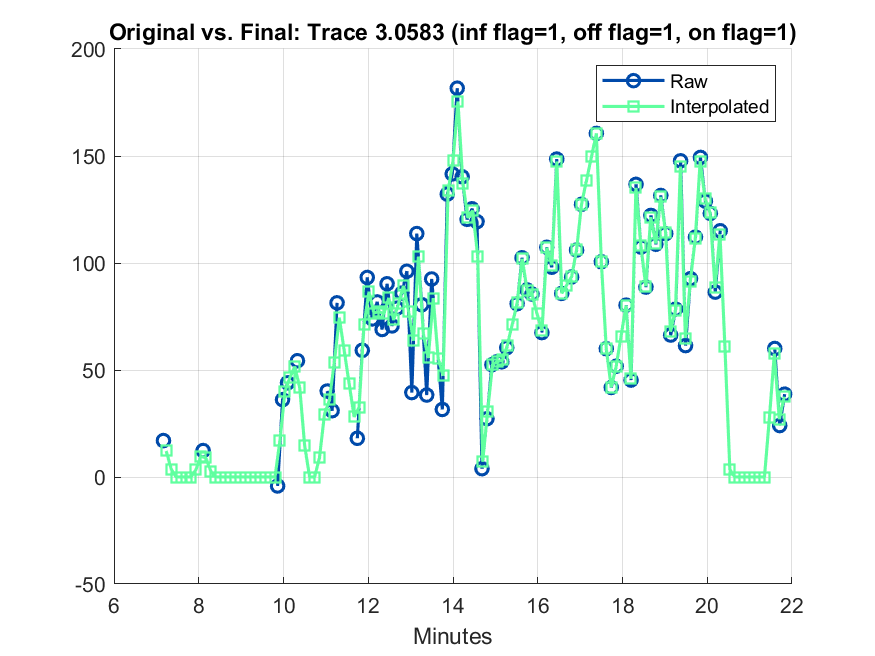 Original vs. Final: Trace 3.0583 (inf flag=1, off flag=1, on flag=1)
200
Raw
Interpolated
150
100
50
0
-50
6 8 10 12 14 16 18 20 22
Minutes